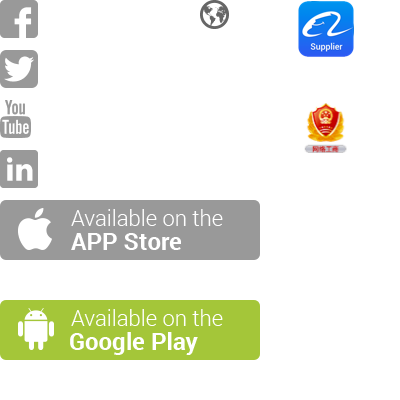 Supplier
You
Tube
in
网络工商
Available on the
APP Store
Available on the
Google Play